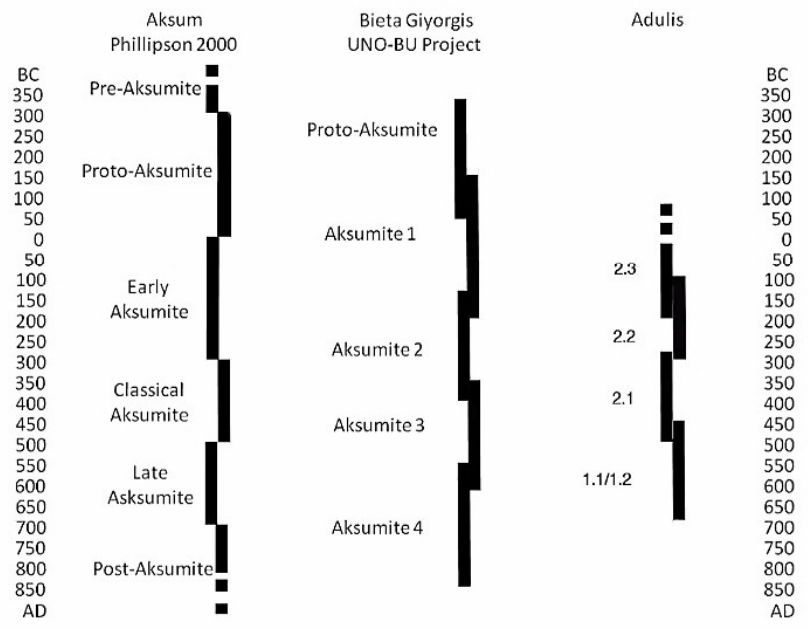 Aksum
Phillipson 2000
Bieta Giyorgis
UNO-BU Project
Adulis
BC
350
300
250
200
150
100
50
0
50
100
150
200
250
300
350
400
450
500
550
600
650
700
750
800
850
AD
Pre-Aksumite
Proto-Aksumite
Early
Aksumite
Classical
Aksumite
Late
Asksumite
Post-Aksumite
Proto-Aksumite
Aksumite 1
Aksumite 2
Aksumite 3
Aksumite 4
2.3
2.2
2.1
1.1/1.2
BC
350
300
250
200
150
100
50
0
50
100
150
200
250
300
350
400
450
500
550
600
650
700
750
800
850
AD